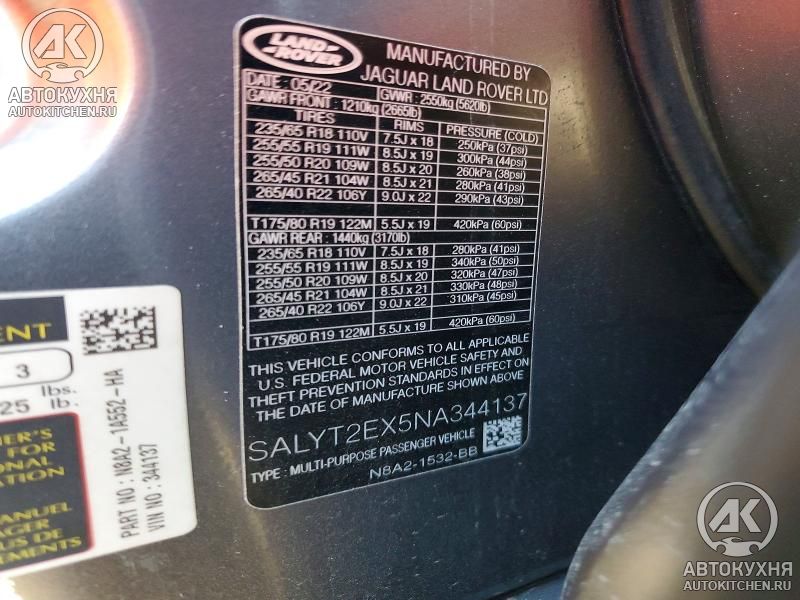 АК
АВТОКУХНЯ
AUTOKITCHEN.RU
LAND
ROVER
MANUFACTURED BY
JAGUAR LAND ROVER LTD
DATE: 05/22 GVWR: 2550kg (5620lb)
GAWR FRONT: 1210kg (2665lb)
TIRES RIMS PRESSURE (COLD)
235/65 R18 110V 7.5J x 18 250kPa (37psi)
255/55 R19 111W 8.5J x 19 300kPa (44psi)
255/50 R20 109W 8.5J x 20 260kPa (38psi)
265/45 R21 104W 8.5J x 21 280kPa (41psi)
265/40 R22 106Y 9.0J x 22 290kPa (43psi)
T175/80 R19 122M 5.5J x 19 420kPa (60psi)
GAWR REAR: 1440kg (3170lb)
235/65 R18 110V 7.5J x 18 280kPa (41psi)
255/55 R19 111W 8.5J x 19 340kPa (50psi)
255/50 R20 109W 8.5J x 20 320kPa (47psi)
265/45 R21 104W 8.5J x 21 330kPa (48psi)
265/40 R22 106Y 9.0J x 22 310kPa (45psi)
T175/80 R19 122M 5.5J x 19 420kPa (60psi)
THIS VEHICLE CONFORMS TO ALL APPLICABLE
U.S. FEDERAL MOTOR VEHICLE SAFETY AND
THEFT PREVENTION STANDARDS IN EFFECT ON
THE DATE OF MANUFACTURE SHOWN ABOVE
SALYT2EX5NA344137
TYPE: MULTI-PURPOSE PASSENGER VEHICLE
N8A2-1532-BB
3
lbs.
25 lb.
FOR
MANUEL
US DE
PART NO: N8A2-1A552-HA
VIN NO: 344137
АК
АВТОКУХНЯ
AUTOKITCHEN.RU